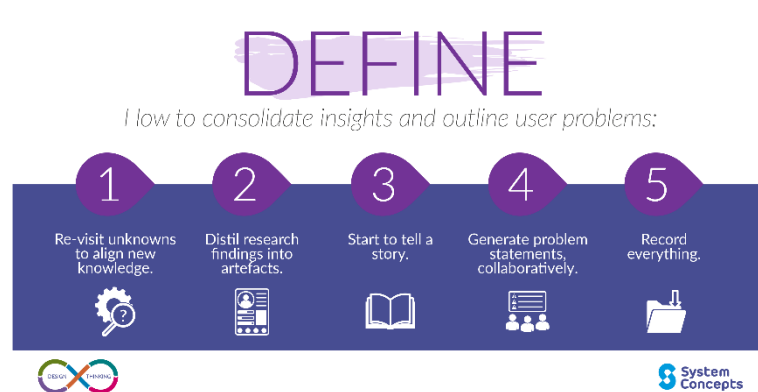 DEFINE
How to consolidate insights and outline user problems:
1
2
3
4
5
Re-visit unknowns
to align new
knowledge.
Distil research
findings into
artefacts.
Start to tell a
story.
Generate problem
statements,
collaboratively.
Record
everything.
?
DESIGN
THINKING
System
Concepts